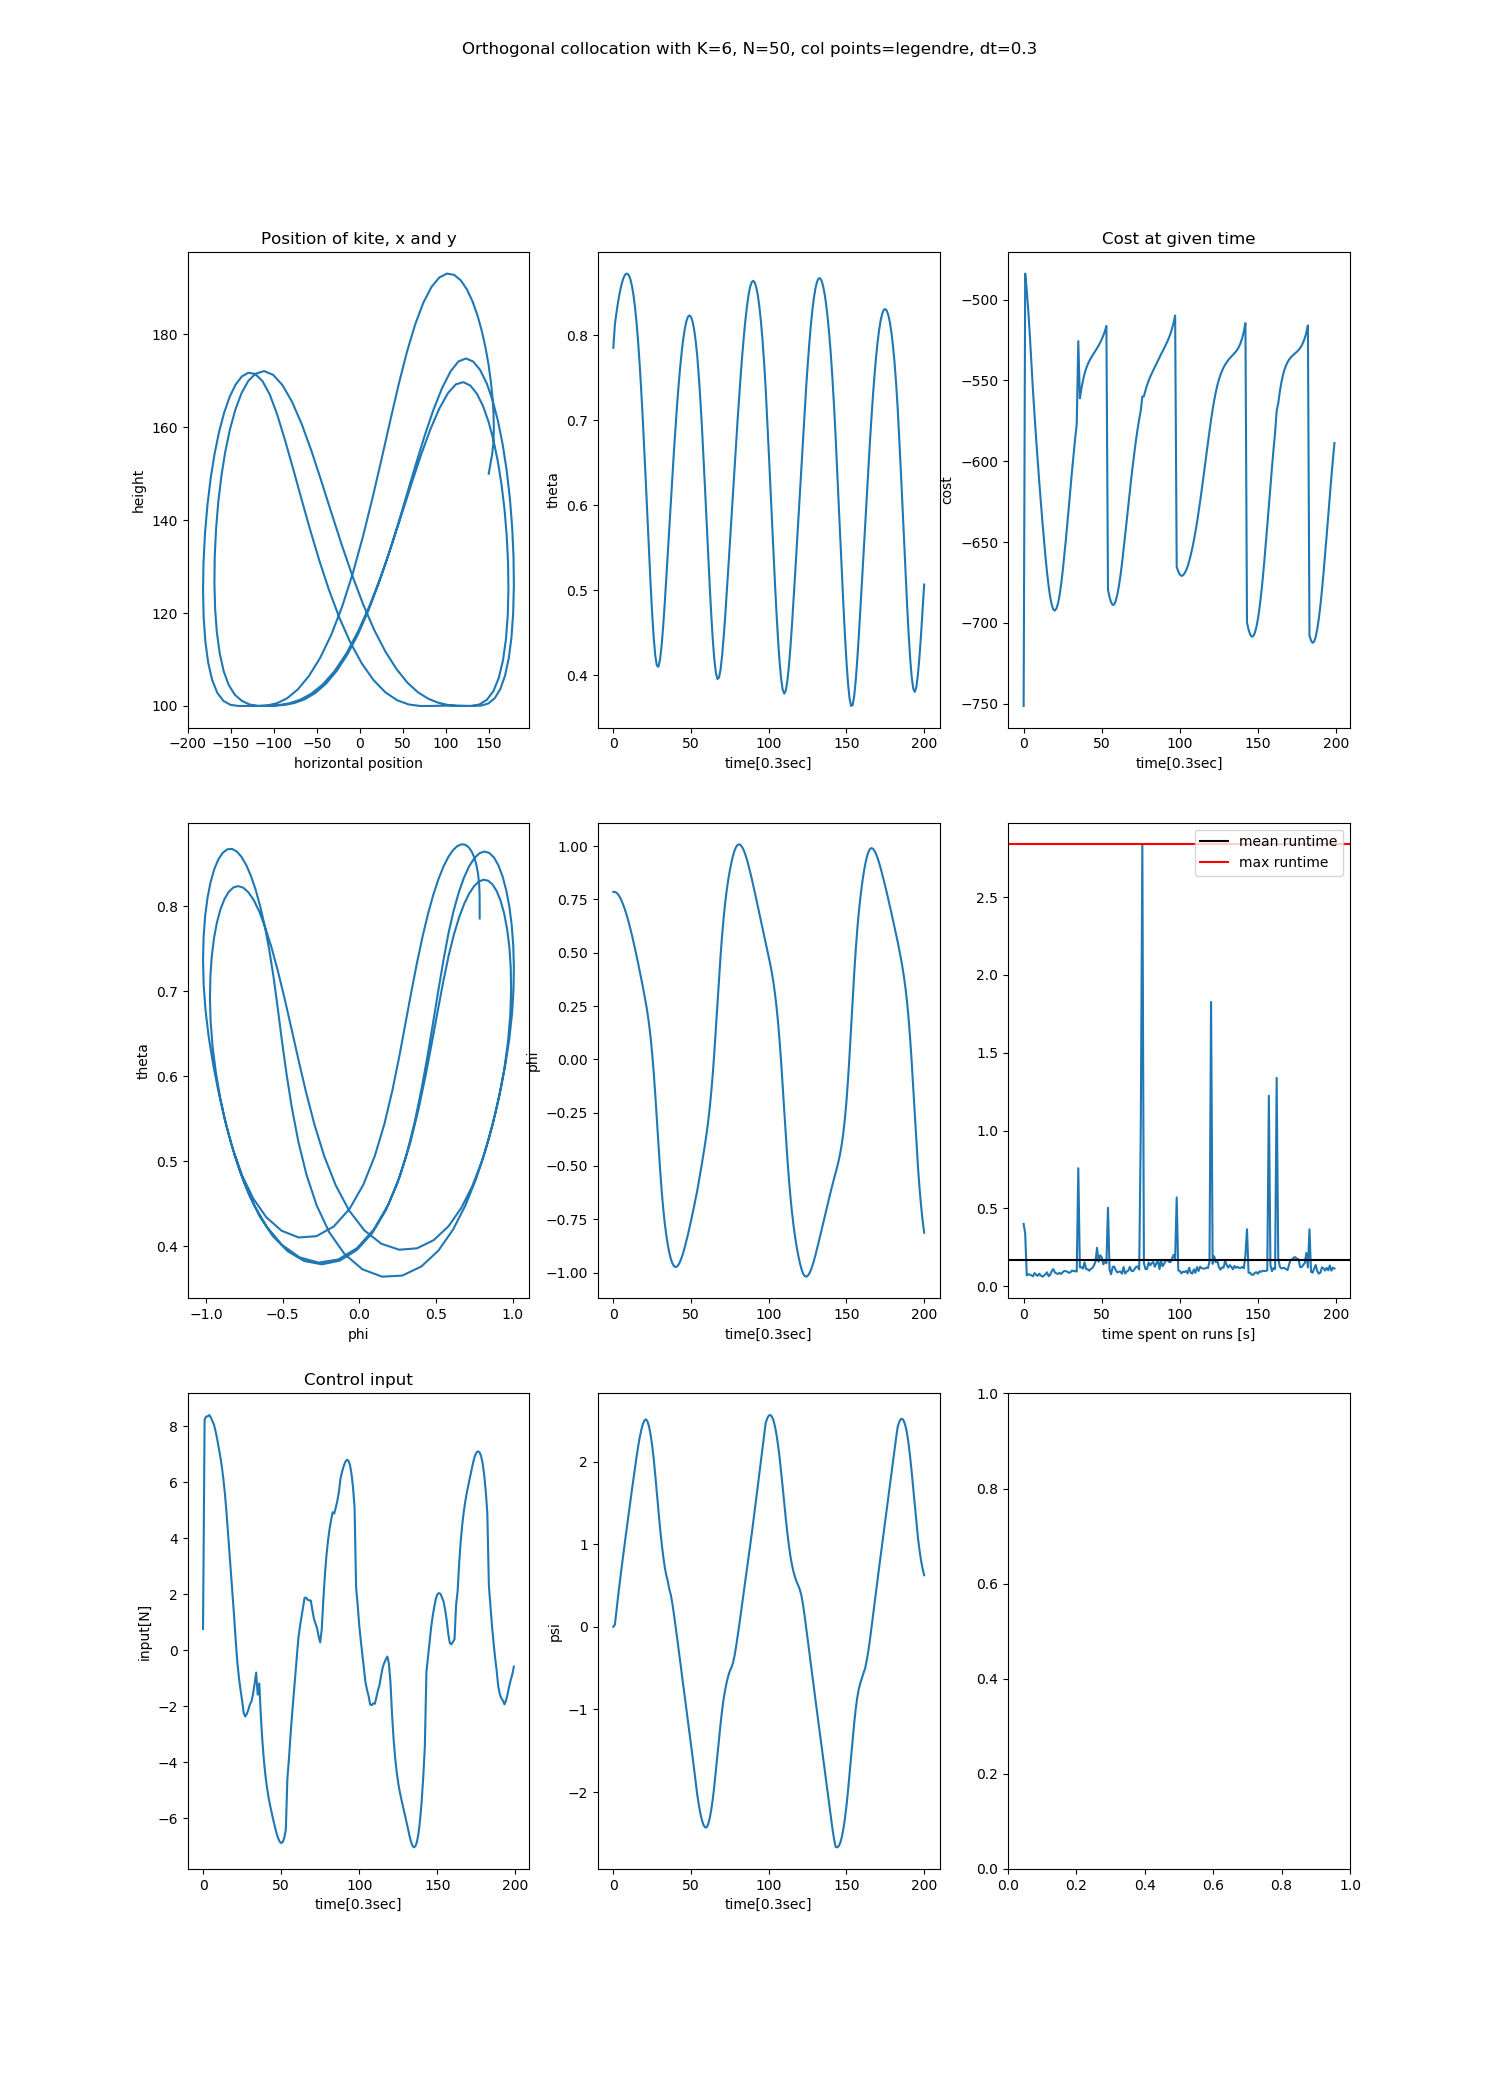 Orthogonal collocation with K=6, N=50, col points=legendre, dt=0.3
Position of kite, x and y
height
180
160
140
120
100
−200 −150 −100 −50 0 50 100 150
horizontal position
theta
0.8
0.7
0.6
0.5
0.4
0 50 100 150 200
time[0.3sec]
Cost at given time
cost
−500
−550
−600
−650
−700
−750
0 50 100 150 200
time[0.3sec]
theta
0.8
0.7
0.6
0.5
0.4
−1.0 −0.5 0.0 0.5 1.0
phi
phi
1.00
0.75
0.50
0.25
0.00
−0.25
−0.50
−0.75
−1.00
0 50 100 150 200
time[0.3sec]
mean runtime
max runtime
2.5
2.0
1.5
1.0
0.5
0.0
0 50 100 150 200
time spent on runs [s]
Control input
input[N]
8
6
4
2
0
−2
−4
−6
0 50 100 150 200
time[0.3sec]
psi
2
1
0
−1
−2
0 50 100 150 200
time[0.3sec]
1.0
0.8
0.6
0.4
0.2
0.0
0.0 0.2 0.4 0.6 0.8 1.0